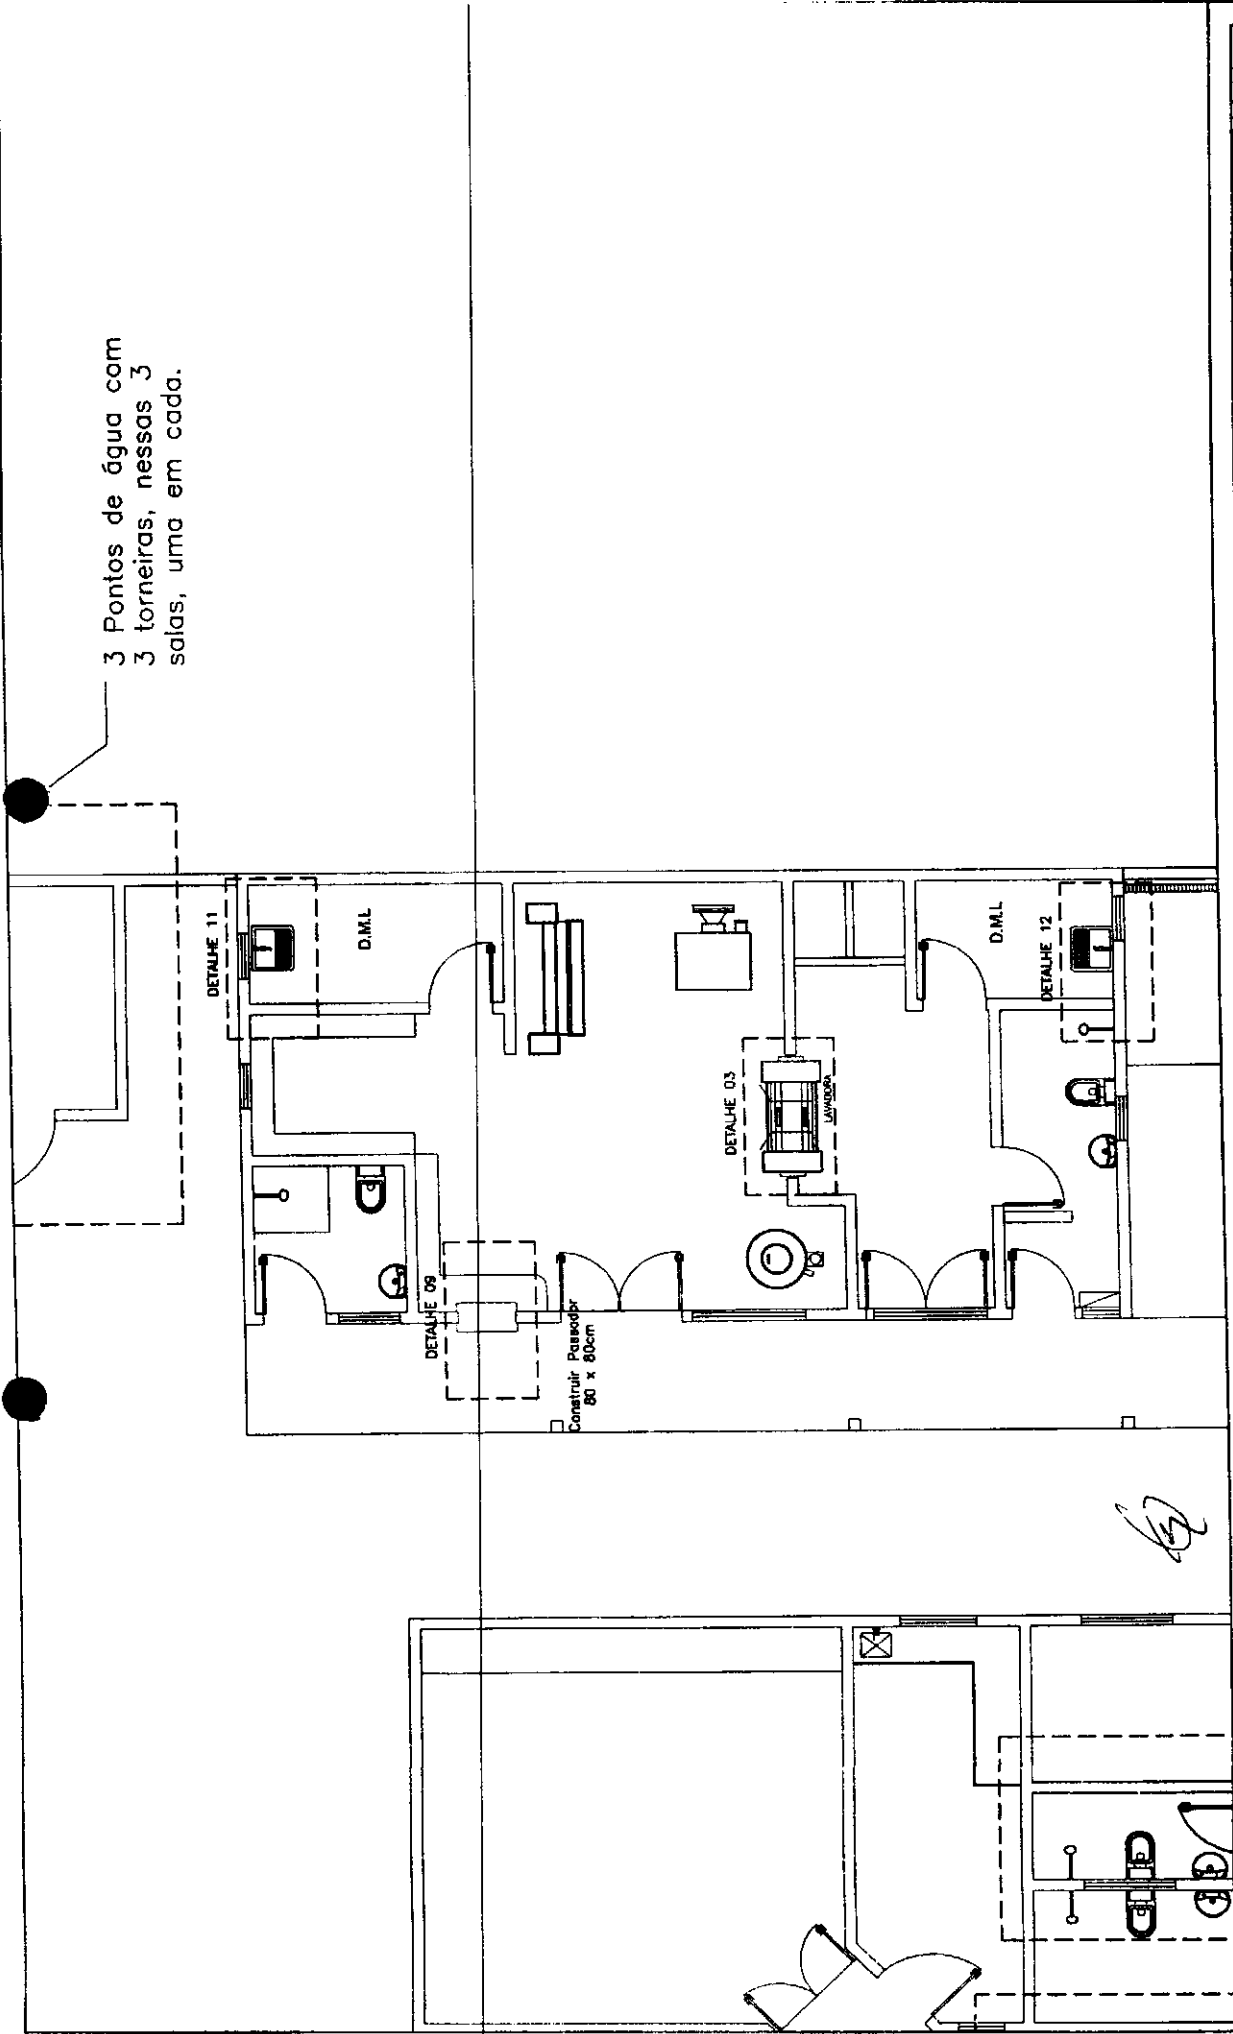 3 Pontos de água com
3 torneiras, nessas 3
salas, uma em cada.
DETALHE 11
D.M.L
DETALHE 03
LAVADORA
D.M.L
DETALHE 12
DETALHE 09
Construir Passador
80 x 80cm